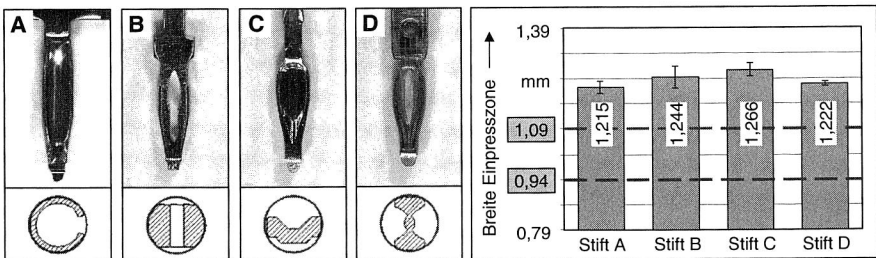 A
B
C
D
1,39
mm
1,09
0,94
0,79
Breite Einpresszone
1,215
1,244
1,266
1,222
Stift A
Stift B
Stift C
Stift D